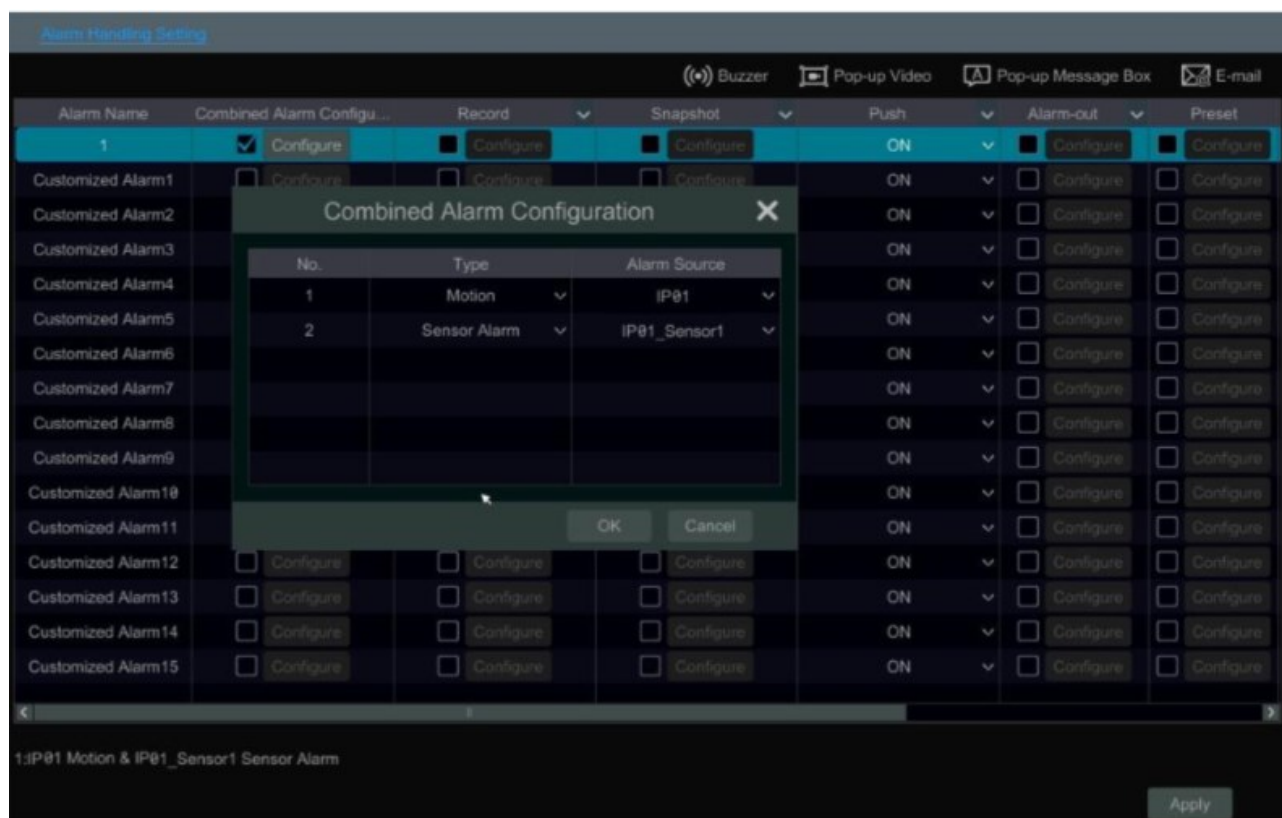 Alarm Handling Setting
Buzzer Pop-up Video Pop-up Message Box E-mail
Alarm Name Combined Alarm Configu... Record Snapshot Push Alarm-out Preset
1 Configure Configure Configure ON Configure Configure
Customized Alarm1 Configure Configure Configure ON Configure Configure
Customized Alarm2 ON Configure Configure
Customized Alarm3 ON Configure Configure
Customized Alarm4 ON Configure Configure
Customized Alarm5 ON Configure Configure
Customized Alarm6 ON Configure Configure
Customized Alarm7 ON Configure Configure
Customized Alarm8 ON Configure Configure
Customized Alarm9 ON Configure Configure
Customized Alarm10 ON Configure Configure
Customized Alarm11 ON Configure Configure
Customized Alarm12 Configure Configure Configure ON Configure Configure
Customized Alarm13 Configure Configure Configure ON Configure Configure
Customized Alarm14 Configure Configure Configure ON Configure Configure
Customized Alarm15 Configure Configure Configure ON Configure Configure
Combined Alarm Configuration
No. Type Alarm Source
1 Motion IP01
2 Sensor Alarm IP01_Sensor1
OK Cancel
1:IP01 Motion & IP01_Sensor1 Sensor Alarm
Apply